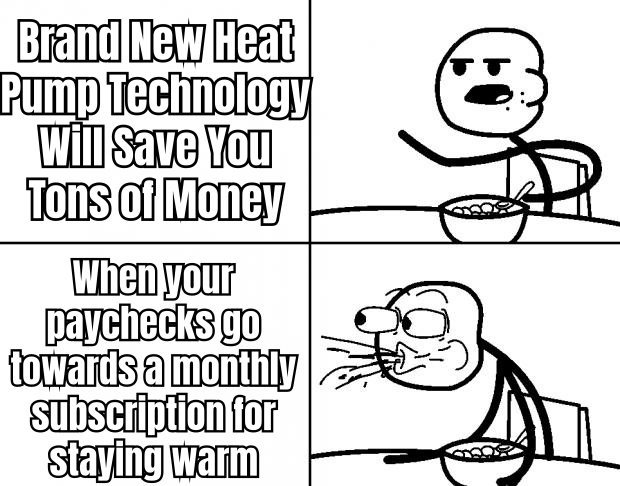 Brand New Heat
Pump Technology
Will Save You
Tons of Money
When your
paychecks go
towards a monthly
subscription for
staying warm